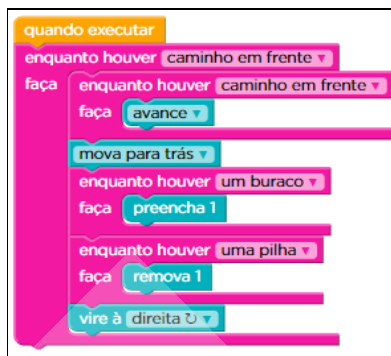 quando executar
enquanto houver caminho em frente ▼
faça enquanto houver caminho em frente ▼
faça avance ▼
mova para trás ▼
enquanto houver um buraco ▼
faça preencha 1
enquanto houver uma pilha ▼
faça remova 1
vire à direita ↻ ▼